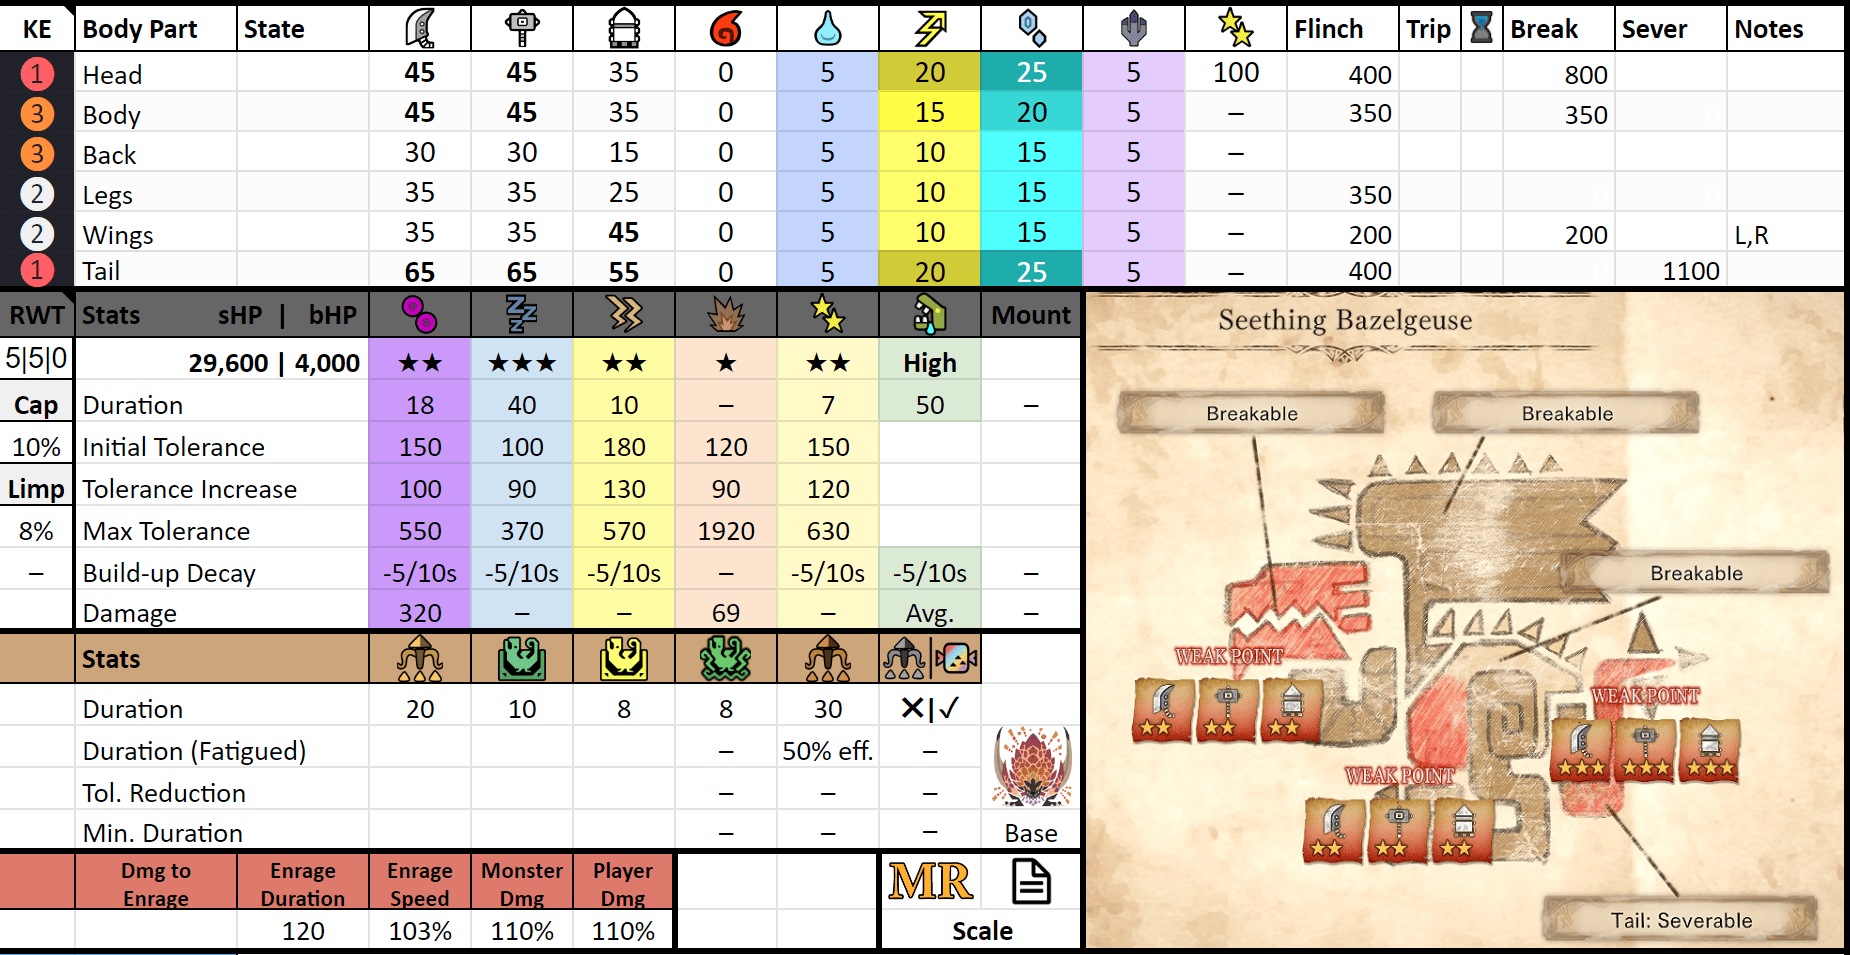 KE Body Part State Flinch Trip Break Sever Notes
1 Head 45 45 35 0 5 20 25 5 100 400 800
3 Body 45 45 35 0 5 15 20 5 – 350 350
3 Back 30 30 15 0 5 10 15 5 –
2 Legs 35 35 25 0 5 10 15 5 – 350
2 Wings 35 35 45 0 5 10 15 5 – 200 200 L,R
1 Tail 65 65 55 0 5 20 25 5 – 400 1100
RWT Stats sHP | bHP Mount
5|5|0 29,600 | 4,000 ★★ ★★★ ★★ ★ ★★ High
Cap Duration 18 40 10 – 7 50 –
10% Initial Tolerance 150 100 180 120 150
Limp Tolerance Increase 100 90 130 90 120
8% Max Tolerance 550 370 570 1920 630
– Build-up Decay -5/10s -5/10s -5/10s – -5/10s -5/10s –
Damage 320 – – 69 – Avg. –
Stats
Duration 20 10 8 8 30 ✕|✓
Duration (Fatigued) – 50% eff. –
Tol. Reduction – – –
Min. Duration – – – Base
Dmg to Enrage
Enrage Duration
Enrage Speed
Monster Dmg
Player Dmg
MR
120 103% 110% 110% Scale
Seething Bazelgeuse
Breakable
Breakable
Breakable
WEAK POINT
WEAK POINT
WEAK POINT
Tail: Severable